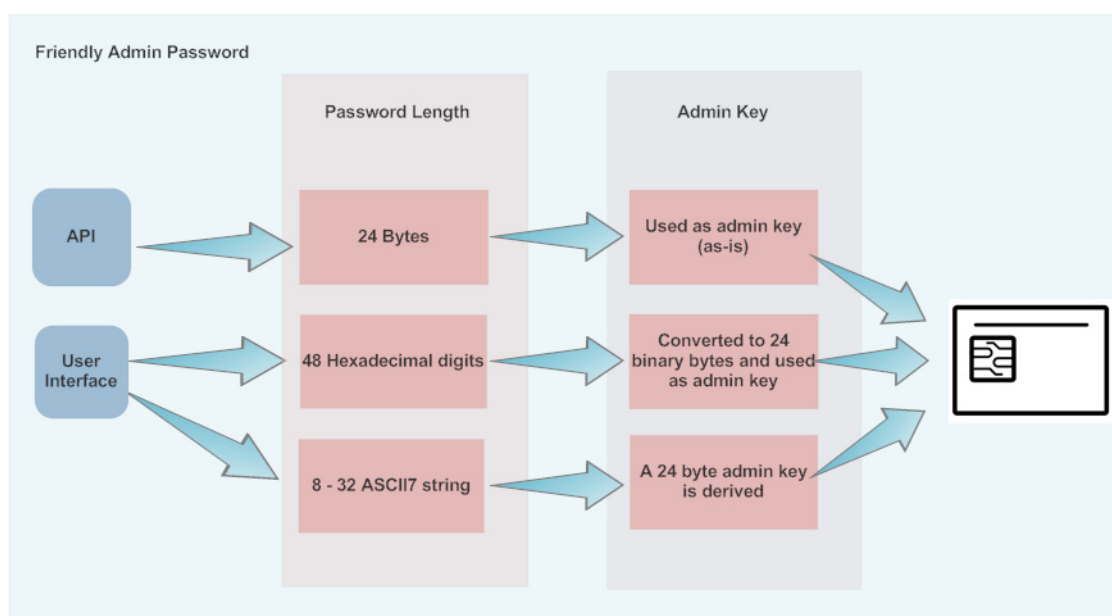 Friendly Admin Password
Password Length
Admin Key
API
24 Bytes
Used as admin key
(as-is)
User
Interface
48 Hexadecimal digits
Converted to 24
binary bytes and used
as admin key
8 - 32 ASCII7 string
A 24 byte admin key
is derived